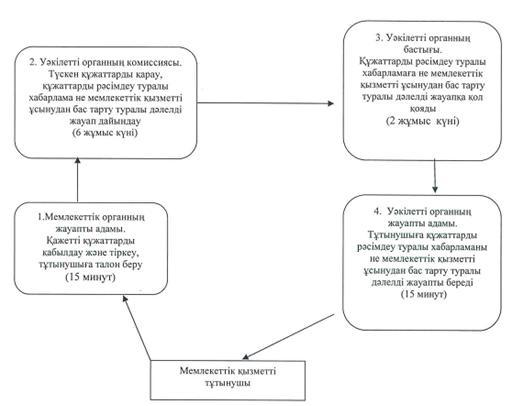 2. Уәкілетті органның комиссиясы.
Түскен құжаттарды қарау,
құжаттарды рәсімдеу туралы
хабарлама не мемлекеттік қызметті
ұсынудан бас тарту туралы дәлелді
жауап дайындау
(6 жұмыс күні)
3. Уәкілетті органның
бастығы.
Құжаттарды рәсімдеу туралы
хабарламаға не мемлекеттік
қызметті ұсынудан бас тарту
туралы дәлелді жауапқа қол
қояды
(2 жұмыс күні)
1.Мемлекеттік органның
жауапты адамы.
Қажетті құжаттарды
қабылдау және тіркеу,
тұтынушыға талон беру
(15 минут)
4. Уәкілетті органның
жауапты адамы.
Тұтынушыға құжаттарды
рәсімдеу туралы хабарламаны
не мемлекеттік қызметті
ұсынудан бас тарту туралы
дәлелді жауапты береді
(15 минут)
Мемлекеттік қызметті
тұтынушы